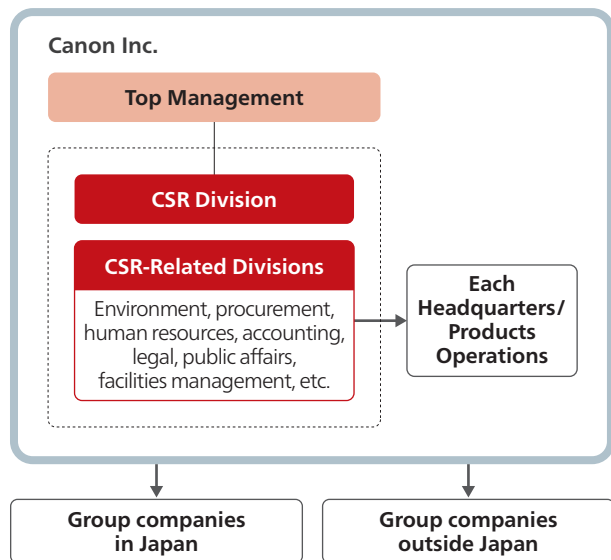 Canon Inc.
Top Management
CSR Division
CSR-Related Divisions
Environment, procurement,
human resources, accounting,
legal, public affairs,
facilities management, etc.
Each
Headquarters/
Products
Operations
Group companies
in Japan
Group companies
outside Japan